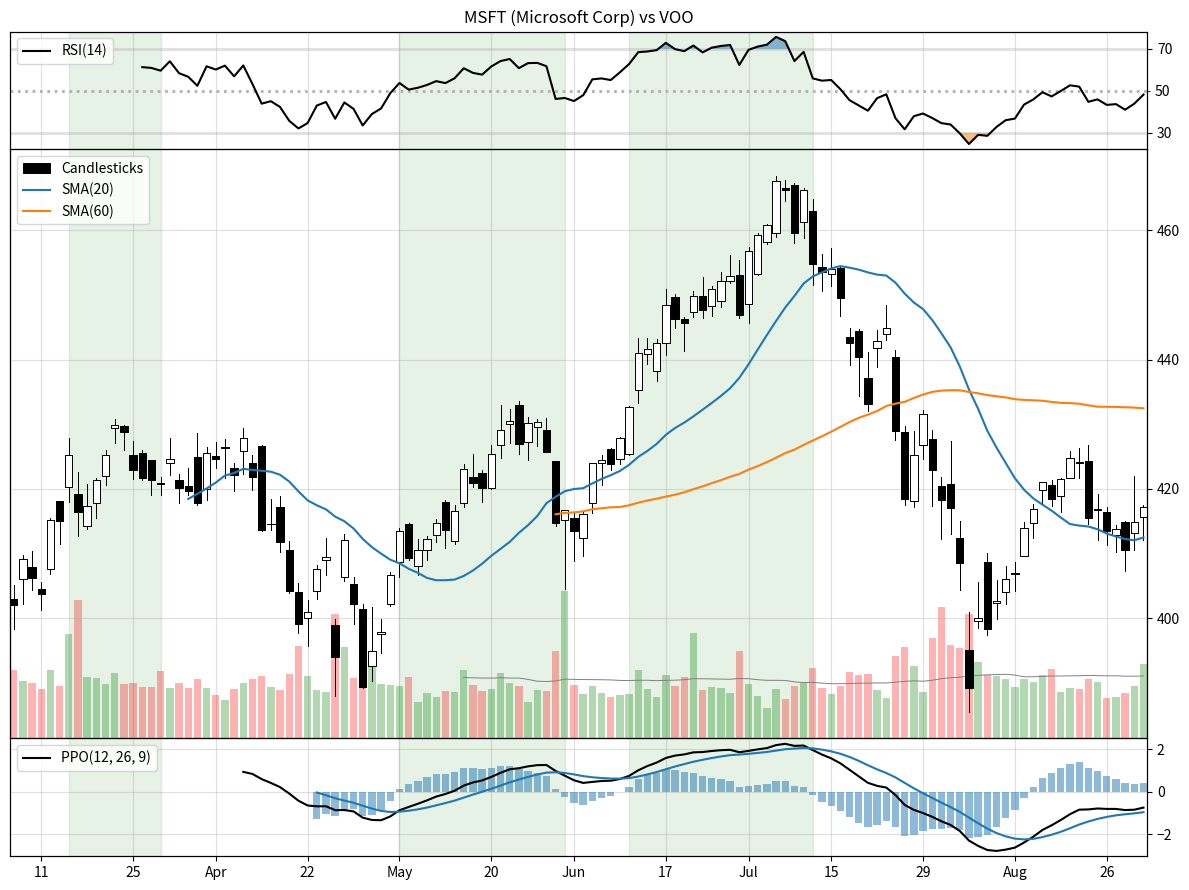 MSFT (Microsoft Corp) vs VOO
RSI(14)
70
50
30
Candlesticks
SMA(20)
SMA(60)
460
440
420
400
PPO(12, 26, 9)
2
0
−2
11 25 Apr 22 May 20 Jun 17 Jul 15 29 Aug 26